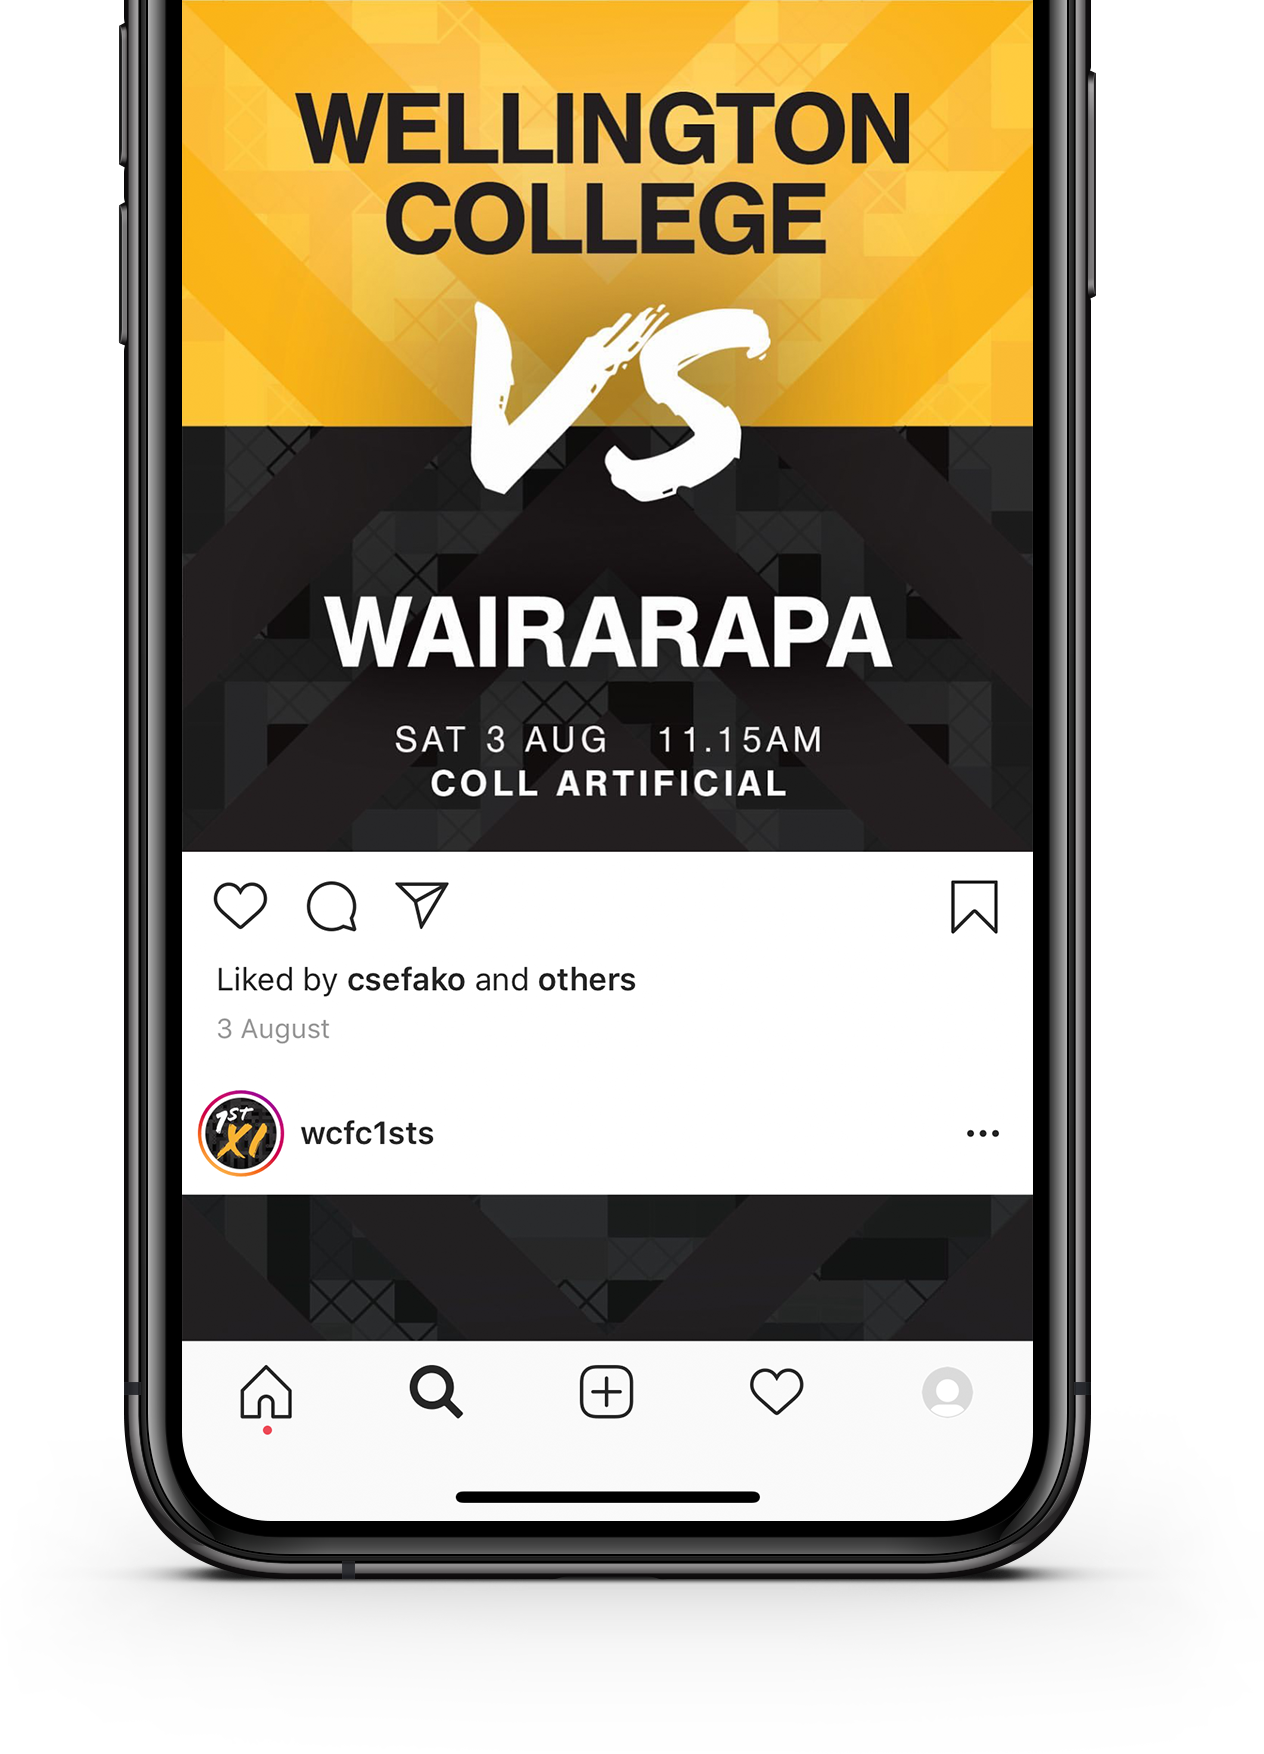 WELLINGTON
COLLEGE
VS
WAIRARAPA
SAT 3 AUG 11.15AM
COLL ARTIFICIAL
Liked by csefako and others
3 August
1ST
XI
wcfc1sts